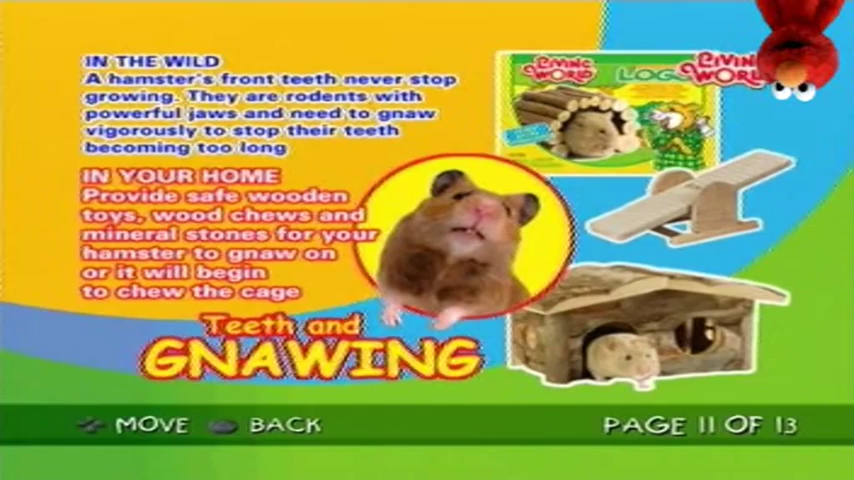 IN THE WILD
A hamster's front teeth never stop
growing. They are rodents with
powerful jaws and need to gnaw
vigorously to stop their teeth
becoming too long
IN YOUR HOME
Provide safe wooden
toys, wood chews and
mineral stones for your
hamster to gnaw on
or it will begin
to chew the cage
Teeth and
GNAWING
LIVING
WORLD
LOG
LIVING
WORLD
MOVE
BACK
PAGE 11 OF 13